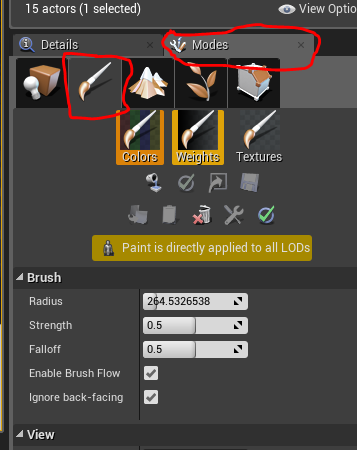 15 actors (1 selected)
View Optio
Details
Modes
Colors
Weights
Textures
Paint is directly applied to all LODs
Brush
Radius
264.5326538
Strength
0.5
Falloff
0.5
Enable Brush Flow
Ignore back-facing
View